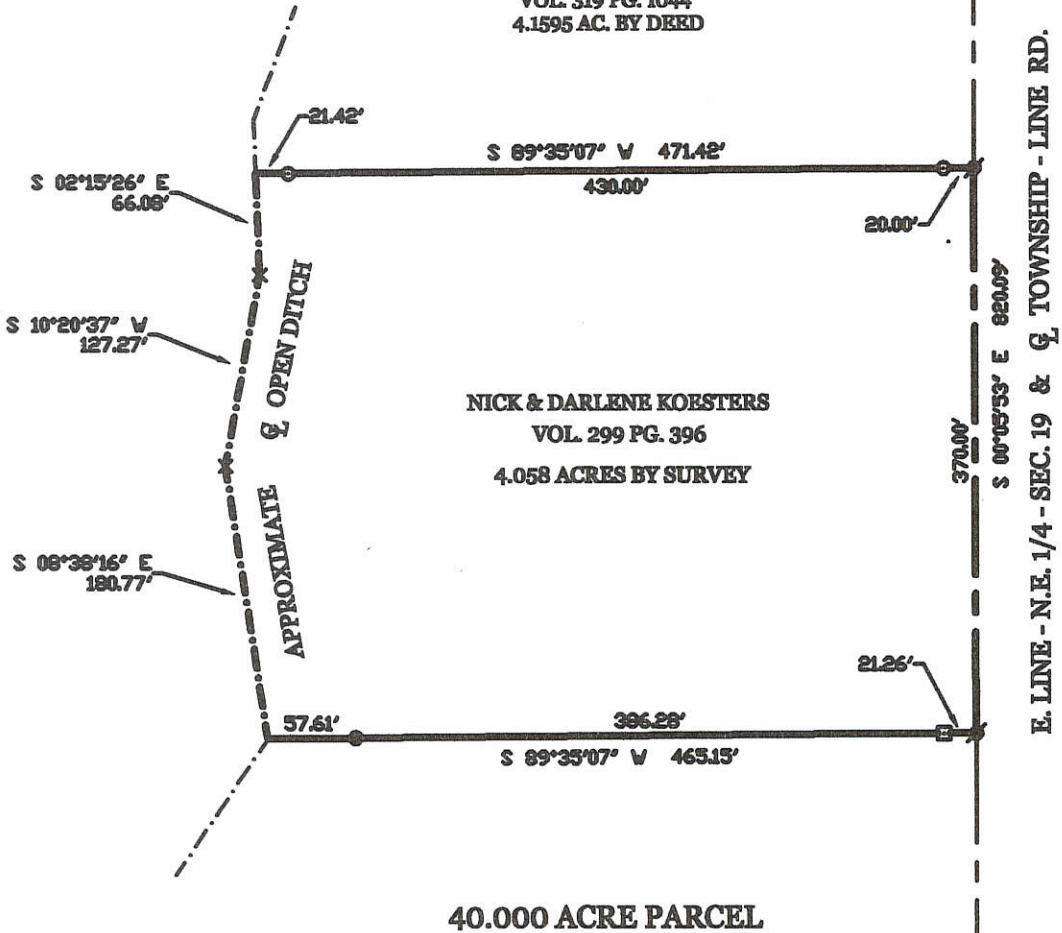 VOL. 319 PG. 1044
4.1595 AC. BY DEED
21.42'
S 89°35'07" W 471.42'
430.00'
20.00'
S 02°15'26" E
66.08'
S 10°20'37" W
127.27'
S 08°38'16" E
180.77'
APPROXIMATE ℄ OPEN DITCH
NICK & DARLENE KOESTERS
VOL. 299 PG. 396
4.058 ACRES BY SURVEY
370.00'
S 00°05'53" E 820.09'
E. LINE - N.E. 1/4 - SEC. 19 & ℄ TOWNSHIP - LINE RD.
21.26'
57.61'
386.28'
S 89°35'07" W 465.15'
40.000 ACRE PARCEL